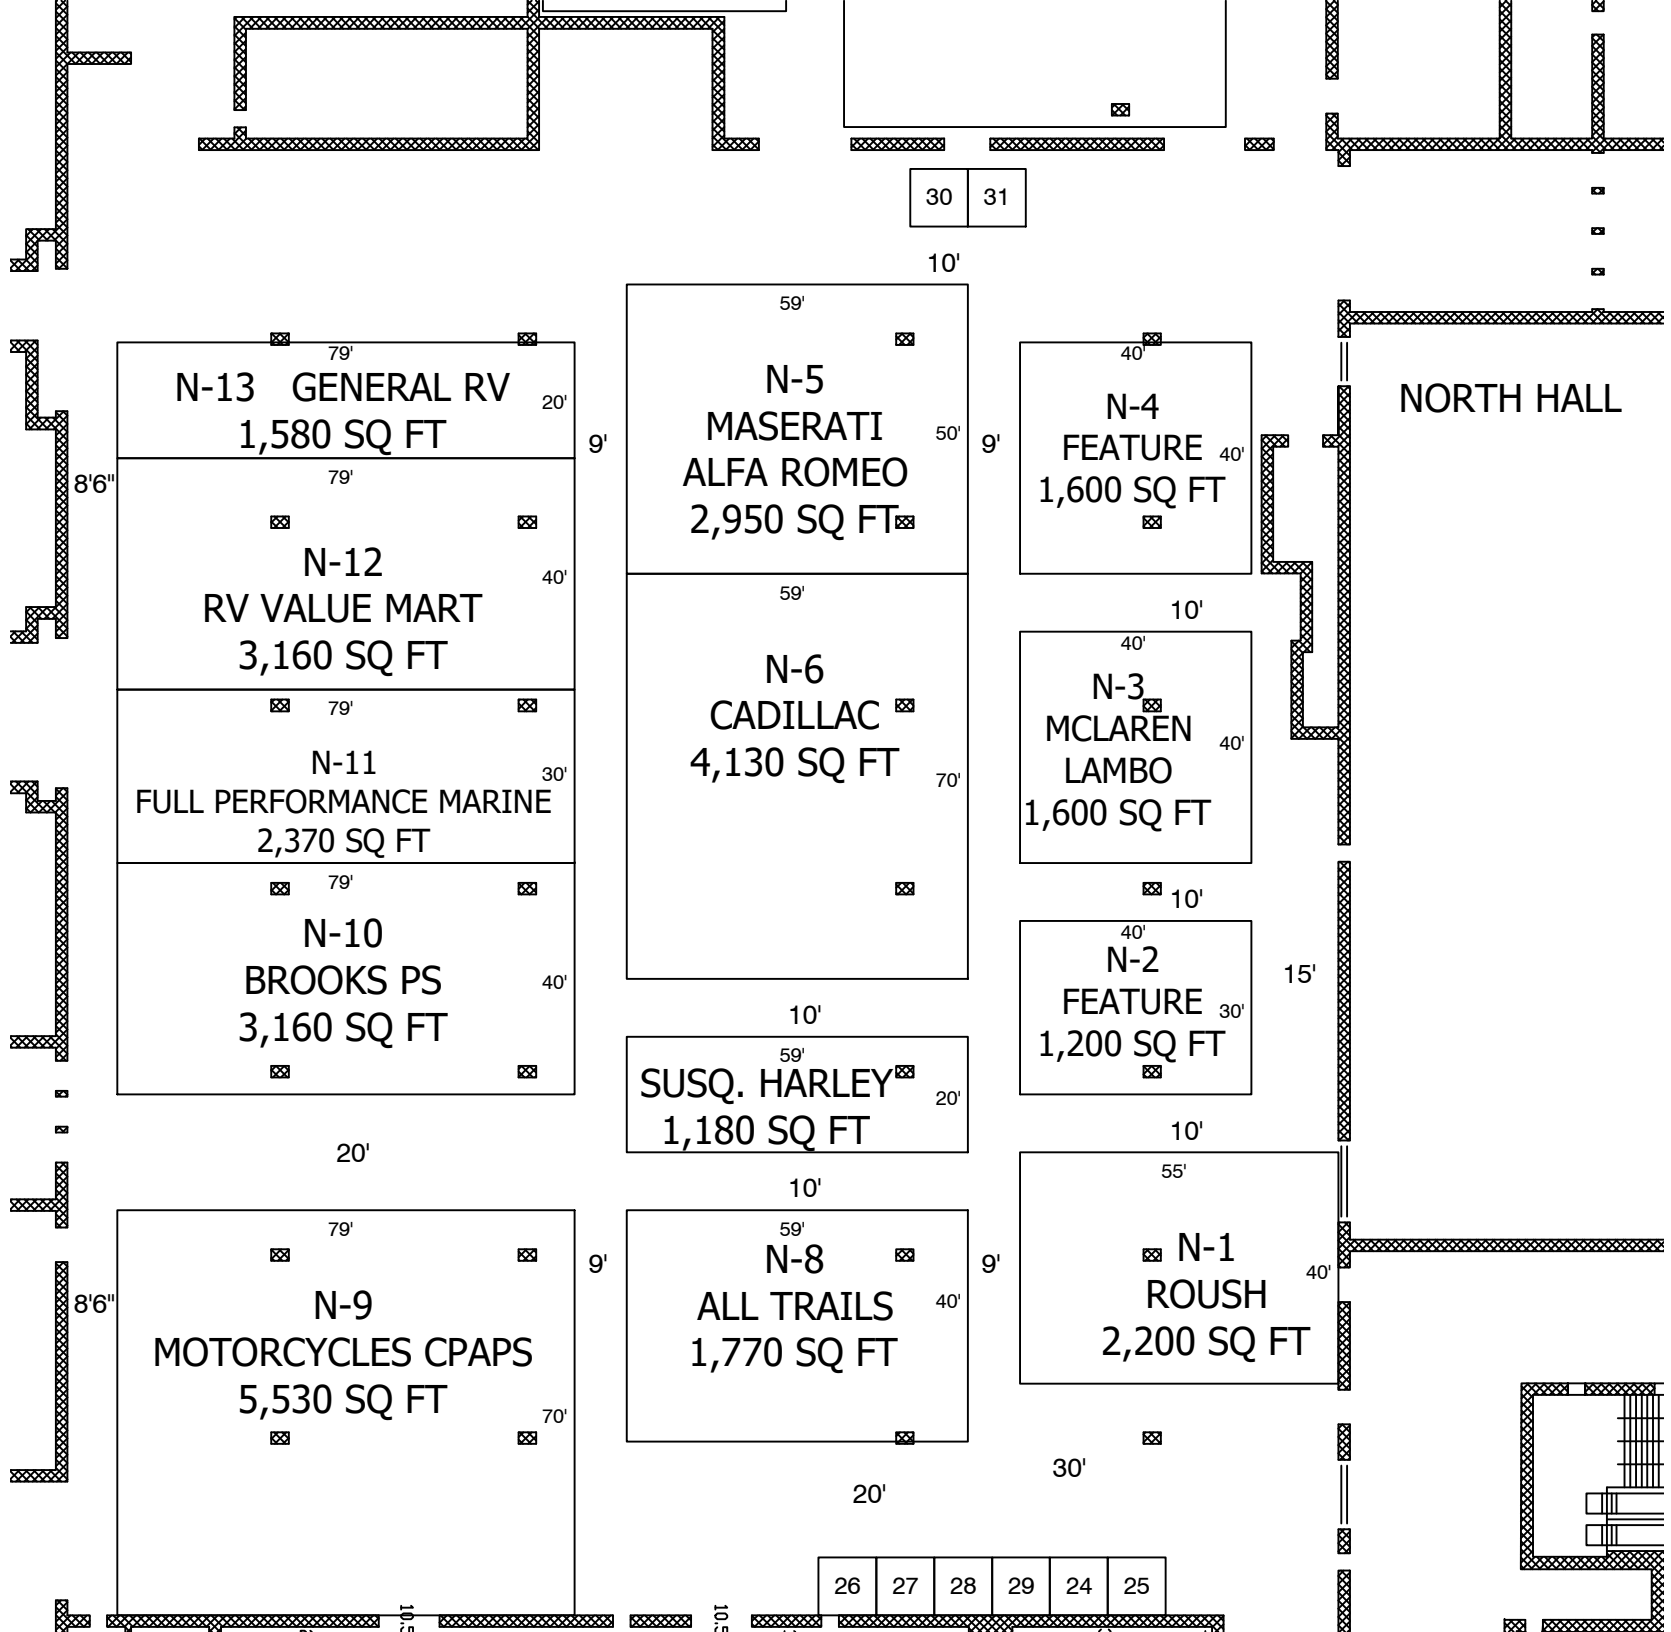 30
31
10'
59'
N-5
MASERATI
ALFA ROMEO
2,950 SQ FT
50'
79'
N-13 GENERAL RV
1,580 SQ FT
20'
9'
9'
40'
N-4
FEATURE
1,600 SQ FT
40'
NORTH HALL
8'6"
79'
N-12
RV VALUE MART
3,160 SQ FT
40'
59'
N-6
CADILLAC
4,130 SQ FT
70'
10'
40'
N-3
MCLAREN
LAMBO
1,600 SQ FT
40'
79'
N-11
FULL PERFORMANCE MARINE
2,370 SQ FT
30'
79'
N-10
BROOKS PS
3,160 SQ FT
40'
10'
40'
N-2
FEATURE
1,200 SQ FT
30'
15'
10'
59'
SUSQ. HARLEY
1,180 SQ FT
20'
10'
20'
10'
55'
N-1
ROUSH
2,200 SQ FT
40'
79'
N-9
MOTORCYCLES CPAPS
5,530 SQ FT
70'
8'6"
9'
59'
N-8
ALL TRAILS
1,770 SQ FT
40'
9'
30'
20'
26
27
28
29
24
25